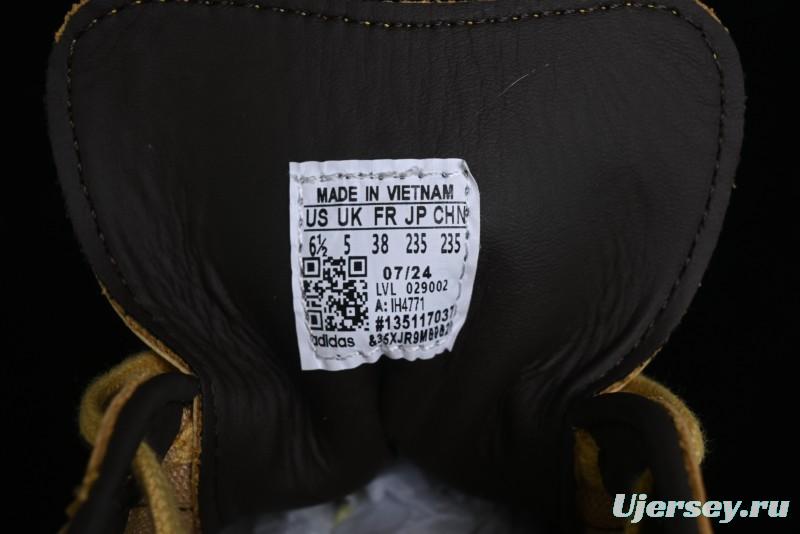 MADE IN VIETNAM
US UK FR JP CHN
6½ 5 38 235 235
07/24
LVL 029002
A: IH4771
adidas
Ujersey.ru